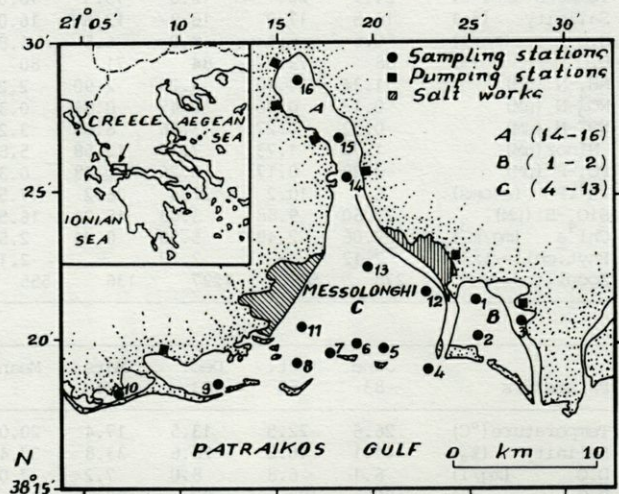 21°05' 10' 15' 20' 25' 30'
30'
25'
20'
38°15'
N
GREECE
AEGEAN
SEA
IONIAN
SEA
● Sampling stations
■ Pumping stations
Salt works
A (14-16)
B (1-2)
C (4-13)
16
A
15
14
13
MESSOLONGHI
12
C
1
B
11
2
3
7
6
5
8
4
10
9
PATRAIKOS GULF
0 km 10